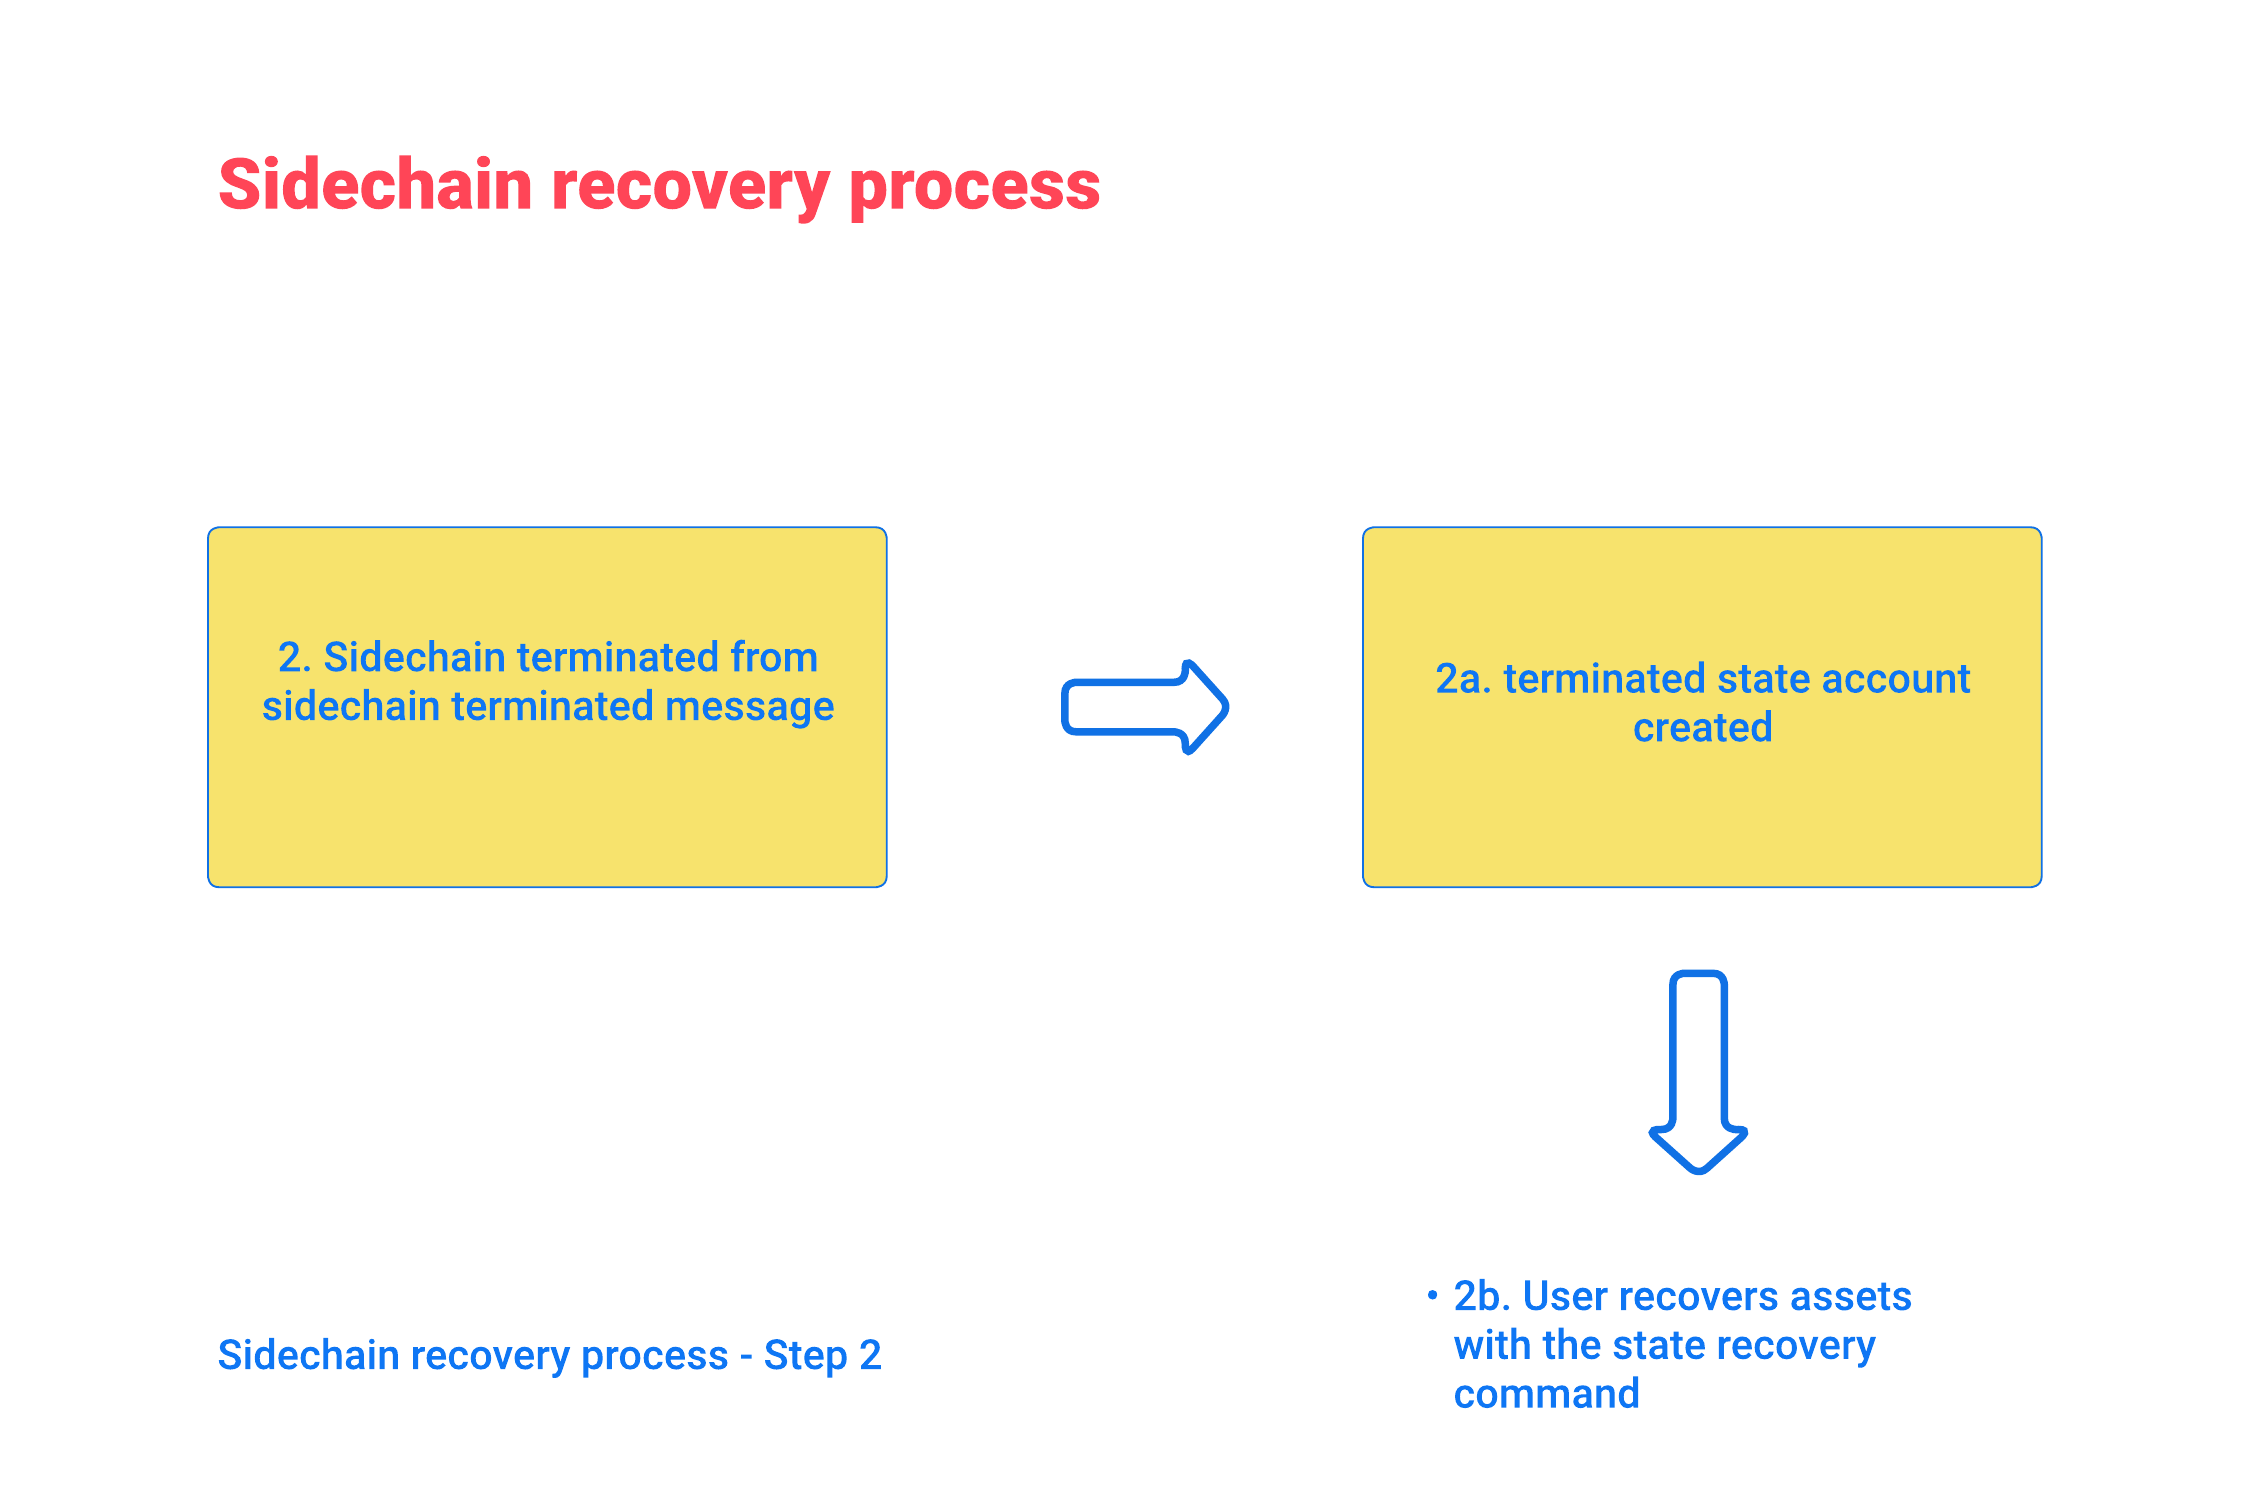 Sidechain recovery process
2. Sidechain terminated from
sidechain terminated message
2a. terminated state account
created
• 2b. User recovers assets
with the state recovery
command
Sidechain recovery process - Step 2